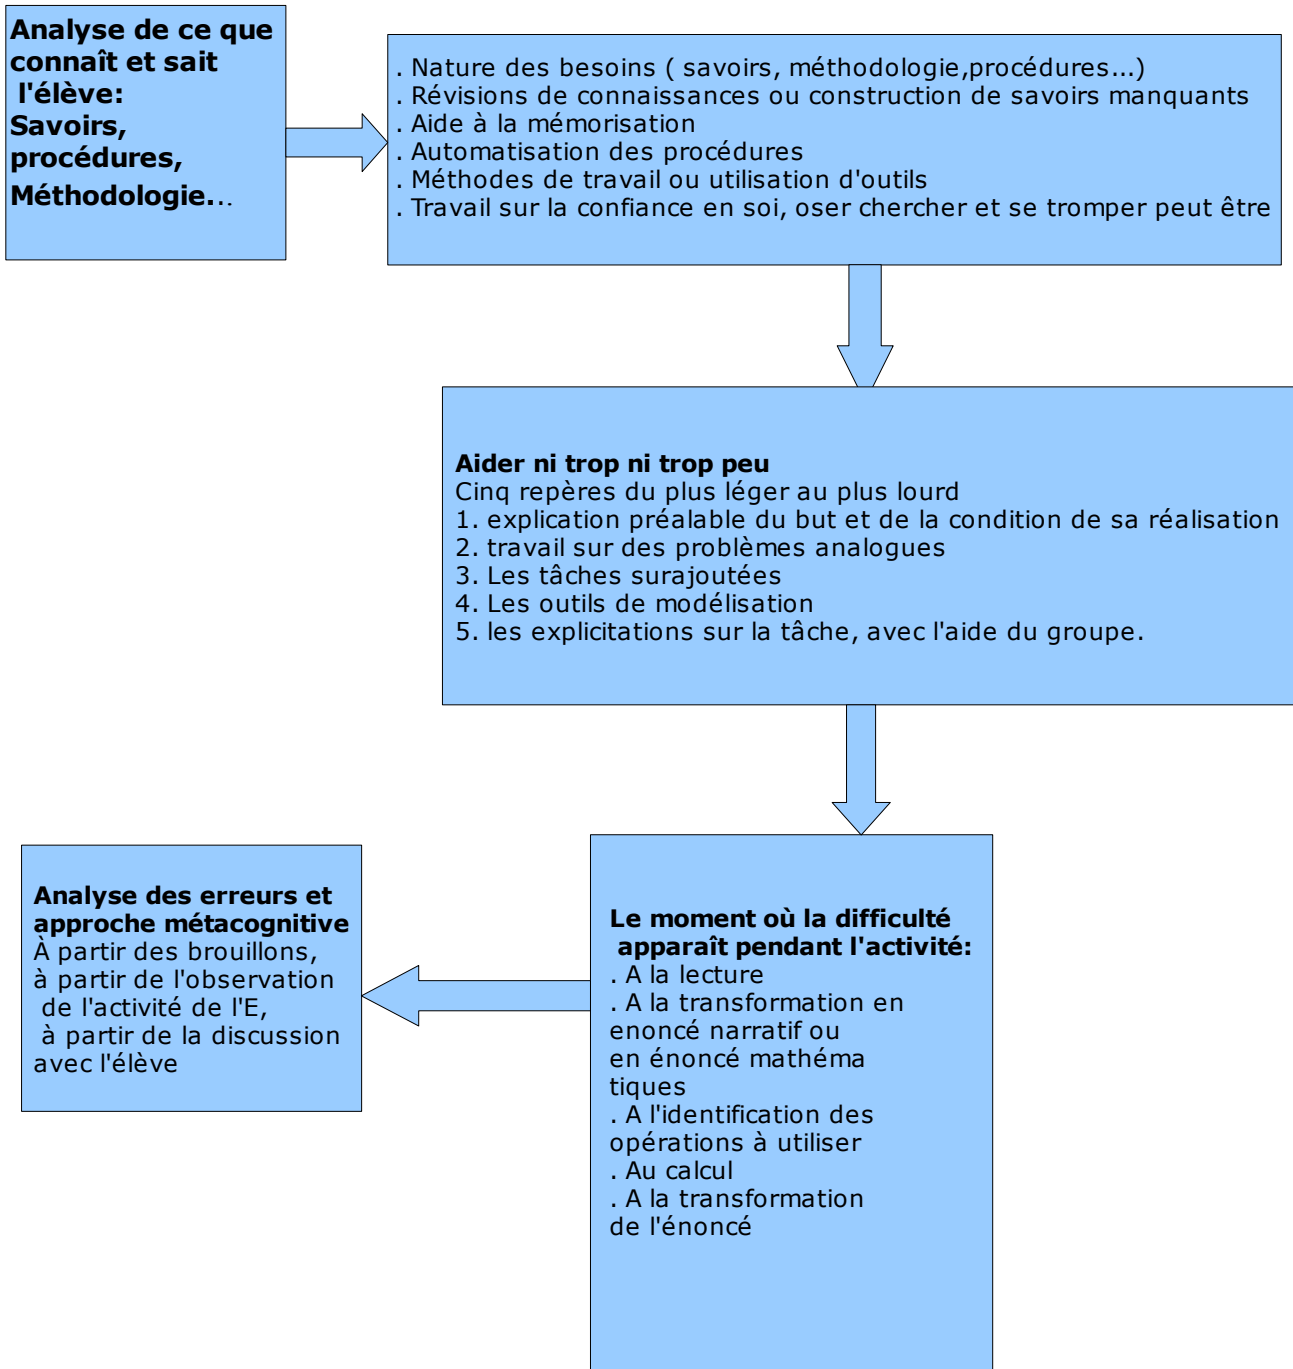 Analyse de ce que
connaît et sait
l'élève:
Savoirs,
procédures,
Méthodologie...
. Nature des besoins ( savoirs, méthodologie,procédures...)
. Révisions de connaissances ou construction de savoirs manquants
. Aide à la mémorisation
. Automatisation des procédures
. Méthodes de travail ou utilisation d'outils
. Travail sur la confiance en soi, oser chercher et se tromper peut être
Aider ni trop ni trop peu
Cinq repères du plus léger au plus lourd
1. explication préalable du but et de la condition de sa réalisation
2. travail sur des problèmes analogues
3. Les tâches surajoutées
4. Les outils de modélisation
5. les explicitations sur la tâche, avec l'aide du groupe.
Le moment où la difficulté
apparaît pendant l'activité:
. A la lecture
. A la transformation en
enoncé narratif ou
en énoncé mathéma
tiques
. A l'identification des
opérations à utiliser
. Au calcul
. A la transformation
de l'énoncé
Analyse des erreurs et
approche métacognitive
À partir des brouillons,
à partir de l'observation
de l'activité de l'E,
à partir de la discussion
avec l'élève